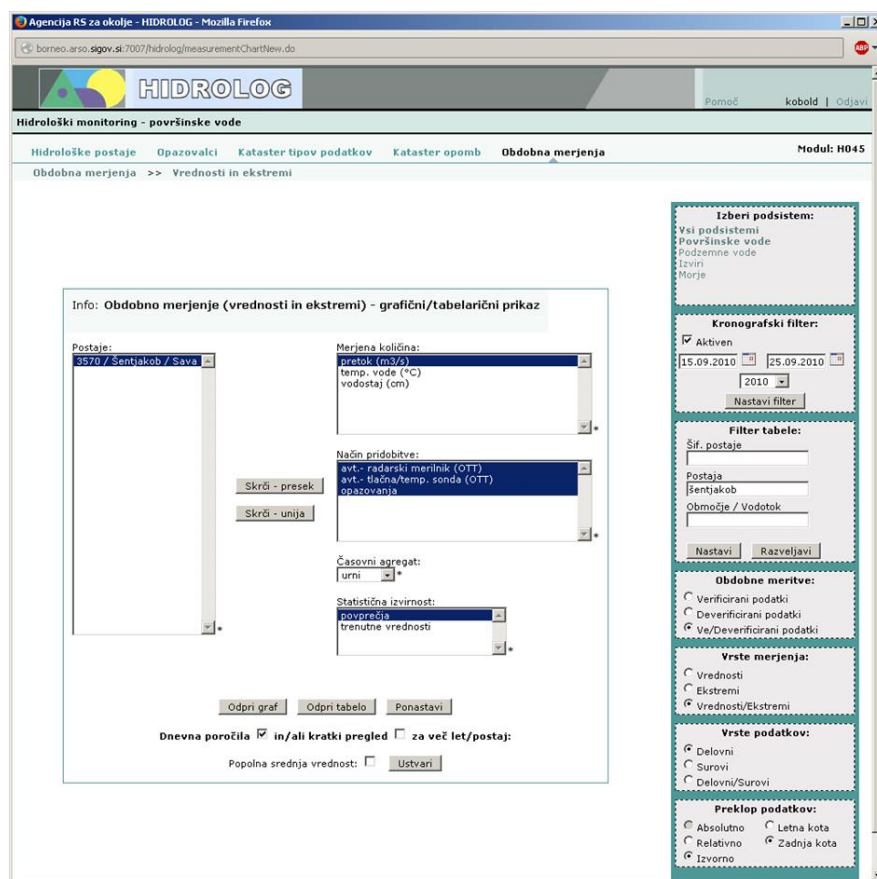 Agencija RS za okolje - HIDROLOG - Mozilla Firefox
borneo.arso.sigov.si:7007/hidrolog/measurementChartNew.do
ABP
HIDROLOG
Pomoč kobold | Odjavi
Hidrološki monitoring - površinske vode
Hidrološke postaje Opazovalci Kataster tipov podatkov Kataster opomb Obdobna merjenja Modul: H045
Obdobna merjenja >> Vrednosti in ekstremi
Info: Obdobno merjenje (vrednosti in ekstremi) - grafični/tabelarični prikaz
Postaje:
3570 / Šentjakob / Sava
*
Skrči - presek
Skrči - unija
Merjena količina:
pretok (m3/s)
temp. vode (°C)
vodostaj (cm)
*
Način pridobitve:
avt.- radarski merilnik (OTT)
avt.- tlačna/temp. sonda (OTT)
opazovanja
*
Časovni agregat:
urni *
Statistična izvirnost:
povprečja
trenutne vrednosti
*
Odpri graf Odpri tabelo Ponastavi
Dnevna poročila in/ali kratki pregled za več let/postaj:
Popolna srednja vrednost: Ustvari
Izberi podsistem:
Vsi podsistemi
Površinske vode
Podzemne vode
Izviri
Morje
Kronografski filter:
Aktiven
15.09.2010 25.09.2010
2010
Nastavi filter
Filter tabele:
Šif. postaje
Postaja
šentjakob
Območje / Vodotok
Nastavi Razveljavi
Obdobne meritve:
Verificirani podatki
Deverificirani podatki
Ve/Deverificirani podatki
Vrste merjenja:
Vrednosti
Ekstremi
Vrednosti/Ekstremi
Vrste podatkov:
Delovni
Surovi
Delovni/Surovi
Preklop podatkov:
Absolutno Letna kota
Relativno Zadnja kota
Izvorno